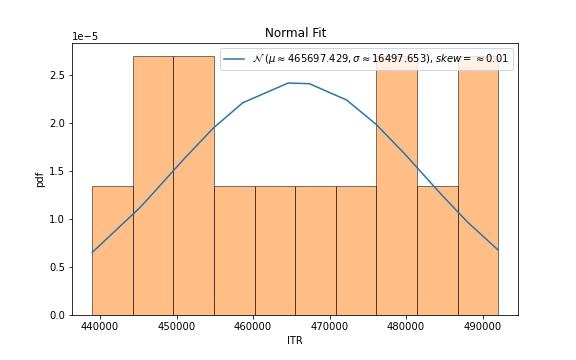 Normal Fit
1e−5
𝒩(μ ≈ 465697.429, σ ≈ 16497.653), skew = ≈ 0.01
2.5
2.0
1.5
1.0
0.5
0.0
pdf
440000 450000 460000 470000 480000 490000
ITR